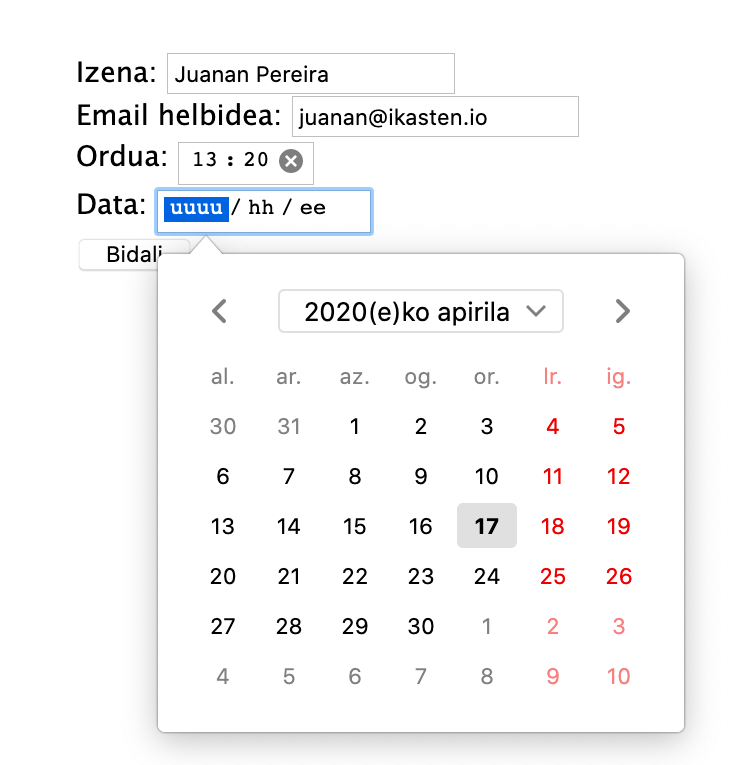 Izena: Juanan Pereira
Email helbidea: juanan@ikasten.io
Ordua: 13 : 20
Data: uuuu / hh / ee
Bidali
2020(e)ko apirila
al. ar. az. og. or. lr. ig.
30 31 1 2 3 4 5
6 7 8 9 10 11 12
13 14 15 16 17 18 19
20 21 22 23 24 25 26
27 28 29 30 1 2 3
4 5 6 7 8 9 10